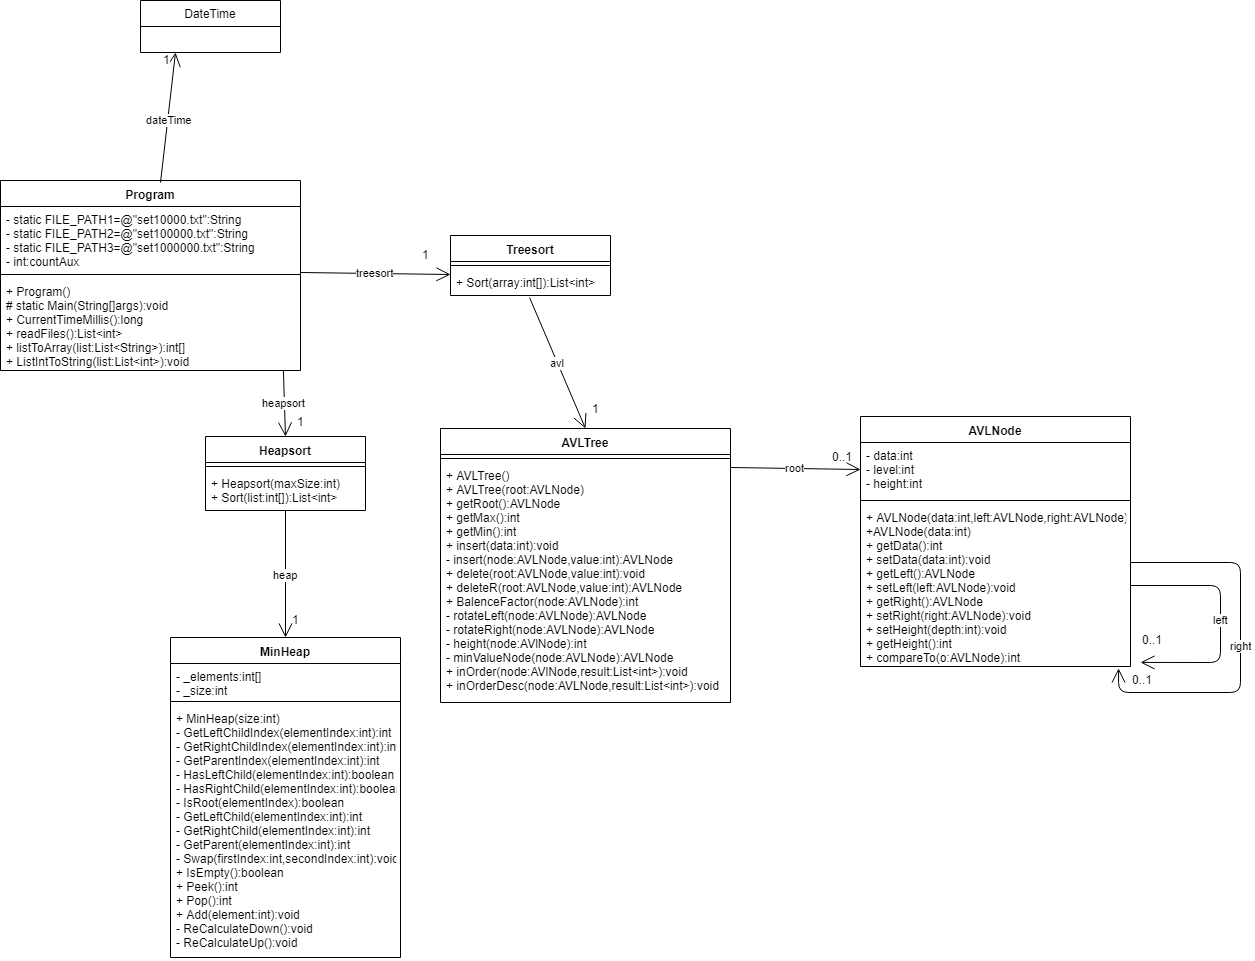 DateTime
1
dateTime
Program
- static FILE_PATH1=@"set10000.txt":String
- static FILE_PATH2=@"set100000.txt":String
- static FILE_PATH3=@"set1000000.txt":String
- int:countAux
+ Program()
# static Main(String[]args):void
+ CurrentTimeMillis():long
+ readFiles():List<int>
+ listToArray(list:List<String>):int[]
+ ListIntToString(list:List<int>):void
treesort
1
Treesort
+ Sort(array:int[]):List<int>
avl
1
heapsort
1
Heapsort
+ Heapsort(maxSize:int)
+ Sort(list:int[]):List<int>
heap
1
MinHeap
- _elements:int[]
- _size:int
+ MinHeap(size:int)
- GetLeftChildIndex(elementIndex:int):int
- GetRightChildIndex(elementIndex:int):int
- GetParentIndex(elementIndex:int):int
- HasLeftChild(elementIndex:int):boolean
- HasRightChild(elementIndex:int):boolea
- IsRoot(elementIndex):boolean
- GetLeftChild(elementIndex:int):int
- GetRightChild(elementIndex:int):int
- GetParent(elementIndex:int):int
- Swap(firstIndex:int,secondIndex:int):void
+ IsEmpty():boolean
+ Peek():int
+ Pop():int
+ Add(element:int):void
- ReCalculateDown():void
- ReCalculateUp():void
AVLTree
+ AVLTree()
+ AVLTree(root:AVLNode)
+ getRoot():AVLNode
+ getMax():int
+ getMin():int
+ insert(data:int):void
- insert(node:AVLNode,value:int):AVLNode
+ delete(root:AVLNode,value:int):void
+ deleteR(root:AVLNode,value:int):AVLNode
+ BalenceFactor(node:AVLNode):int
- rotateLeft(node:AVLNode):AVLNode
- rotateRight(node:AVLNode):AVLNode
- height(node:AVlNode):int
- minValueNode(node:AVLNode):AVLNode
+ inOrder(node:AVlNode,result:List<int>):void
+ inOrderDesc(node:AVLNode,result:List<int>):void
root
0..1
AVLNode
- data:int
- level:int
- height:int
+ AVLNode(data:int,left:AVLNode,right:AVLNode)
+AVLNode(data:int)
+ getData():int
+ setData(data:int):void
+ getLeft():AVLNode
+ setLeft(left:AVLNode):void
+ getRight():AVLNode
+ setRight(right:AVLNode):void
+ setHeight(depth:int):void
+ getHeight():int
+ compareTo(o:AVLNode):int
left
0..1
right
0..1